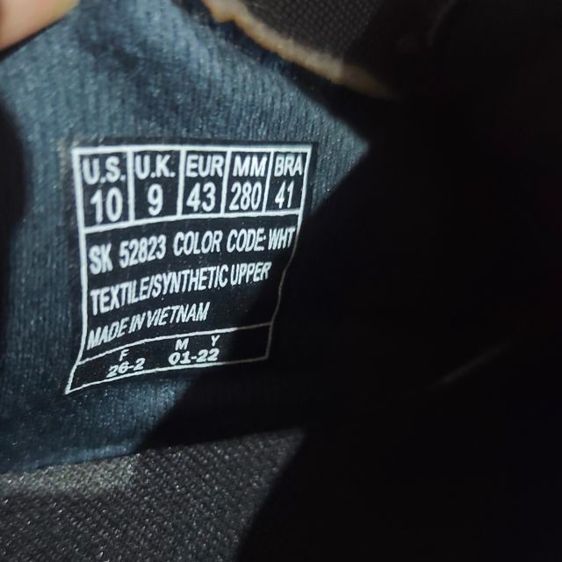 U.S. U.K. EUR MM BRA
10 9 43 280 41
SK 52823 COLOR CODE: WHT
TEXTILE/SYNTHETIC UPPER
MADE IN VIETNAM
F M Y
26-2 01-22